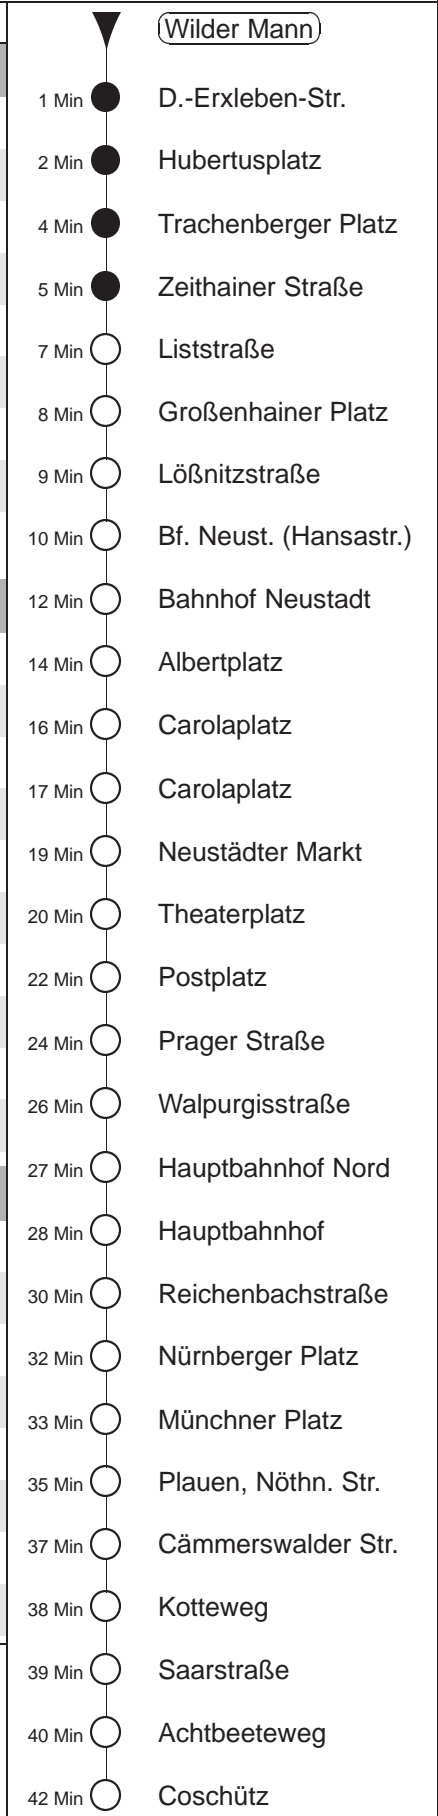 Wilder Mann
1 Min D.-Erxleben-Str.
2 Min Hubertusplatz
4 Min Trachenberger Platz
5 Min Zeithainer Straße
7 Min Liststraße
8 Min Großenhainer Platz
9 Min Lößnitzstraße
10 Min Bf. Neust. (Hansastr.)
12 Min Bahnhof Neustadt
14 Min Albertplatz
16 Min Carolaplatz
17 Min Carolaplatz
19 Min Neustädter Markt
20 Min Theaterplatz
22 Min Postplatz
24 Min Prager Straße
26 Min Walpurgisstraße
27 Min Hauptbahnhof Nord
28 Min Hauptbahnhof
30 Min Reichenbachstraße
32 Min Nürnberger Platz
33 Min Münchner Platz
35 Min Plauen, Nöthn. Str.
37 Min Cämmerswalder Str.
38 Min Kotteweg
39 Min Saarstraße
40 Min Achtbeeteweg
42 Min Coschütz